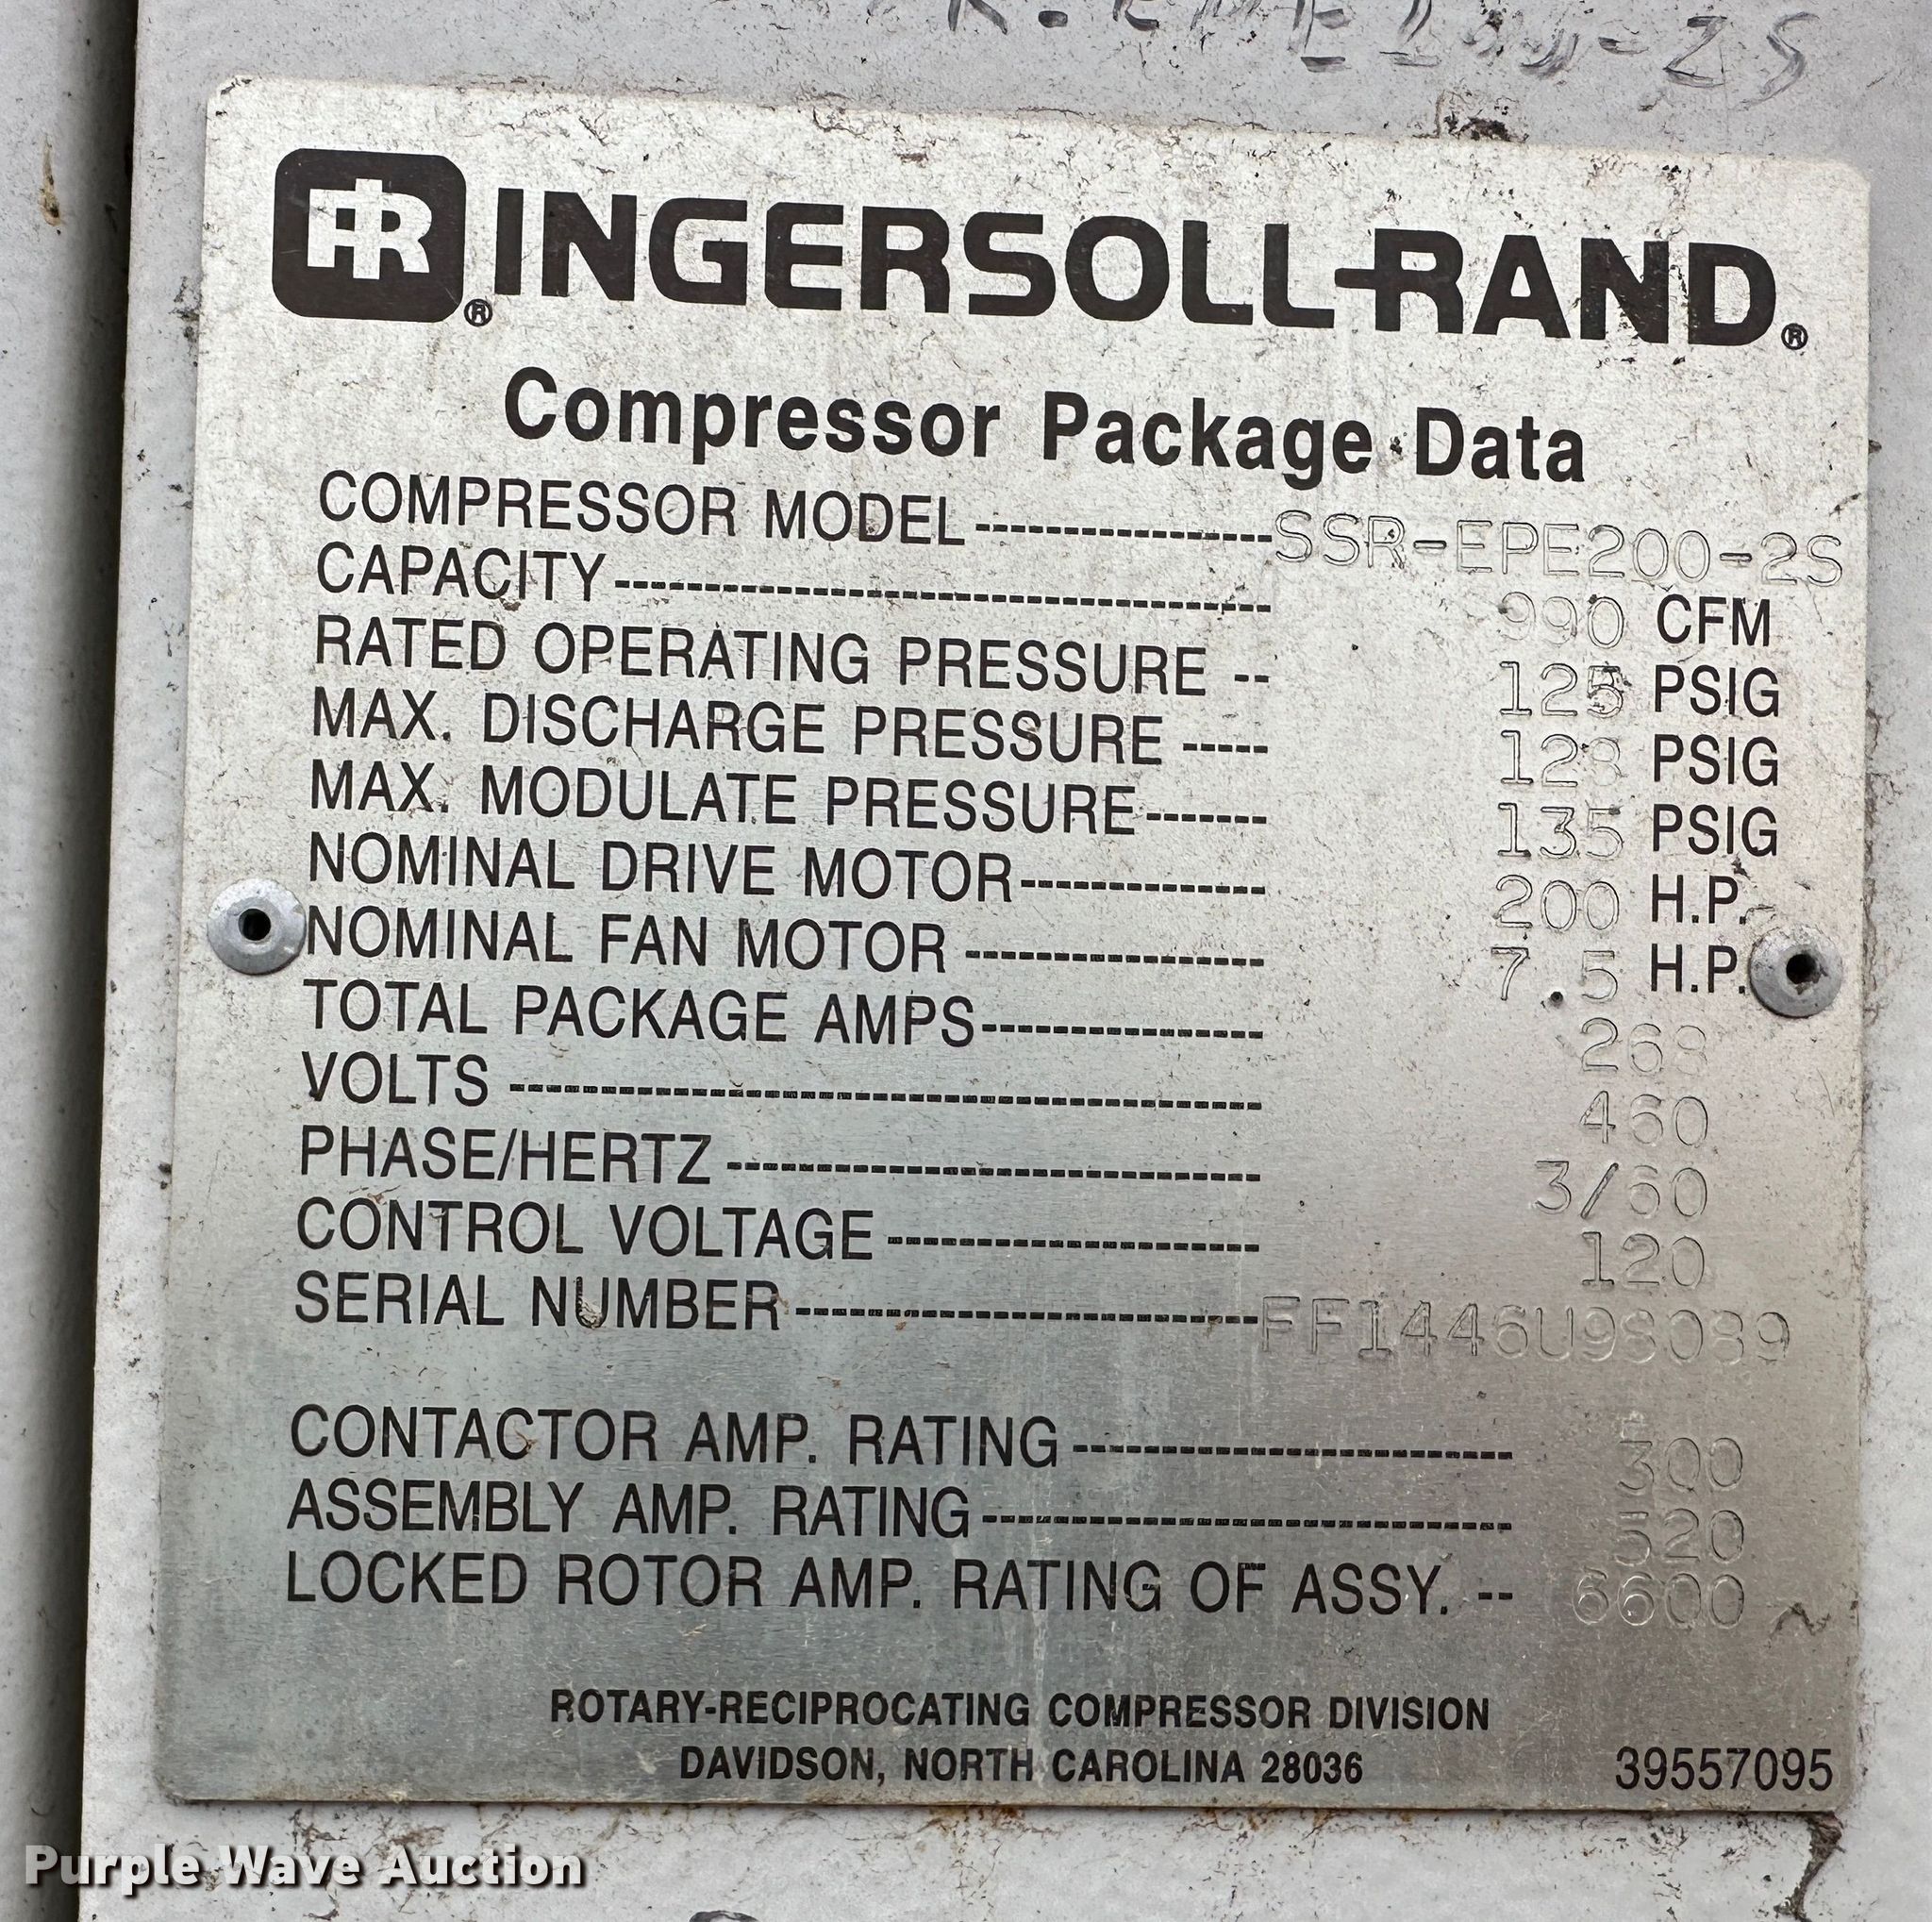 IR® INGERSOLL-RAND®
Compressor Package Data
COMPRESSOR MODEL----------------SSR-EPE200-2S
CAPACITY------------------------------------ 990 CFM
RATED OPERATING PRESSURE -- 125 PSIG
MAX. DISCHARGE PRESSURE ----- 128 PSIG
MAX. MODULATE PRESSURE------- 135 PSIG
NOMINAL DRIVE MOTOR-------------- 200 H.P.
NOMINAL FAN MOTOR ----------------- 7.5 H.P.
TOTAL PACKAGE AMPS---------------- 268
VOLTS ------------------------------------------ 460
PHASE/HERTZ ------------------------------ 3/60
CONTROL VOLTAGE --------------------- 120
SERIAL NUMBER--------------------------FF1446U98089
CONTACTOR AMP. RATING------------------------- 300
ASSEMBLY AMP. RATING------------------------------ 520
LOCKED ROTOR AMP. RATING OF ASSY. -- 6600
ROTARY-RECIPROCATING COMPRESSOR DIVISION
DAVIDSON, NORTH CAROLINA 28036
39557095
Purple Wave Auction